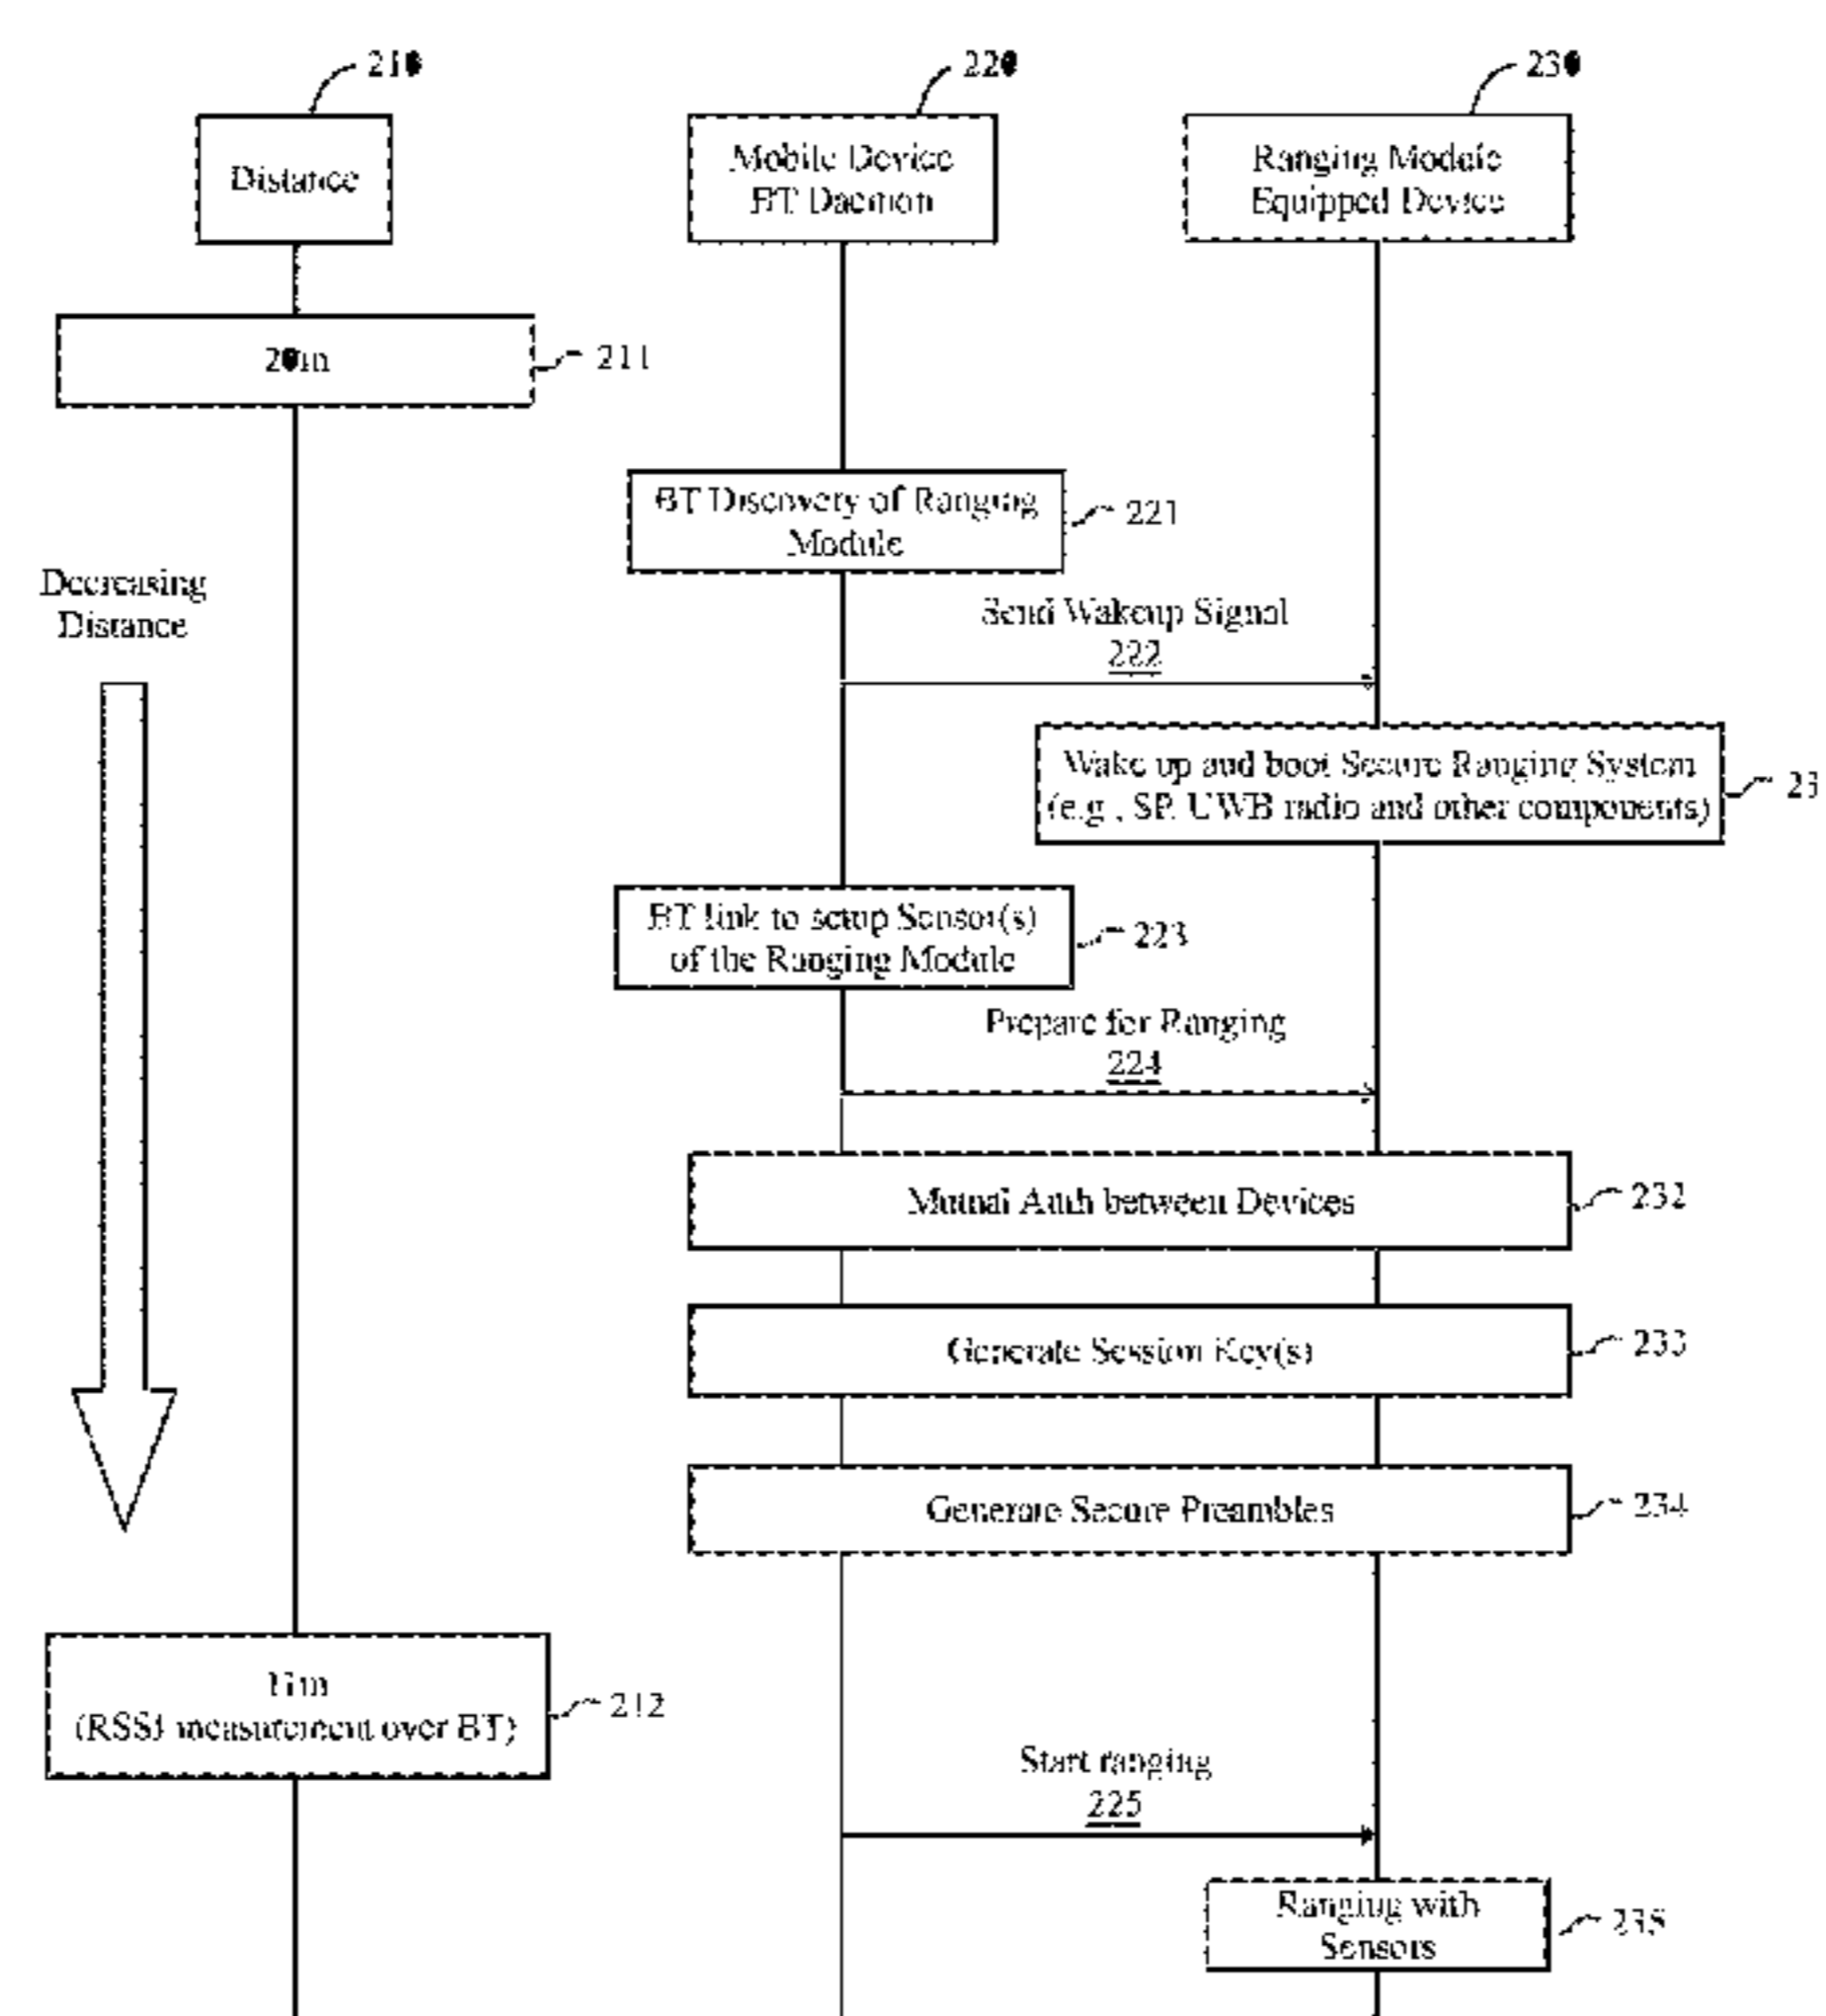 210
220
230
Distance
Mobile Device
BT Daemon
Ranging Module
Equipped Device
20m
211
BT Discovery of Ranging
Module
221
Decreasing
Distance
Send Wakeup Signal
222
Wake up and boot Secure Ranging System
(e.g., SP, UWB radio and other components)
23
BT link to setup Sensor(s)
of the Ranging Module
223
Prepare for Ranging
224
Mutual Auth between Devices
232
Generate Session Key(s)
233
Generate Secure Preambles
234
(RSSI measurement over BT)
212
Start ranging
225
Ranging with
Sensors
235